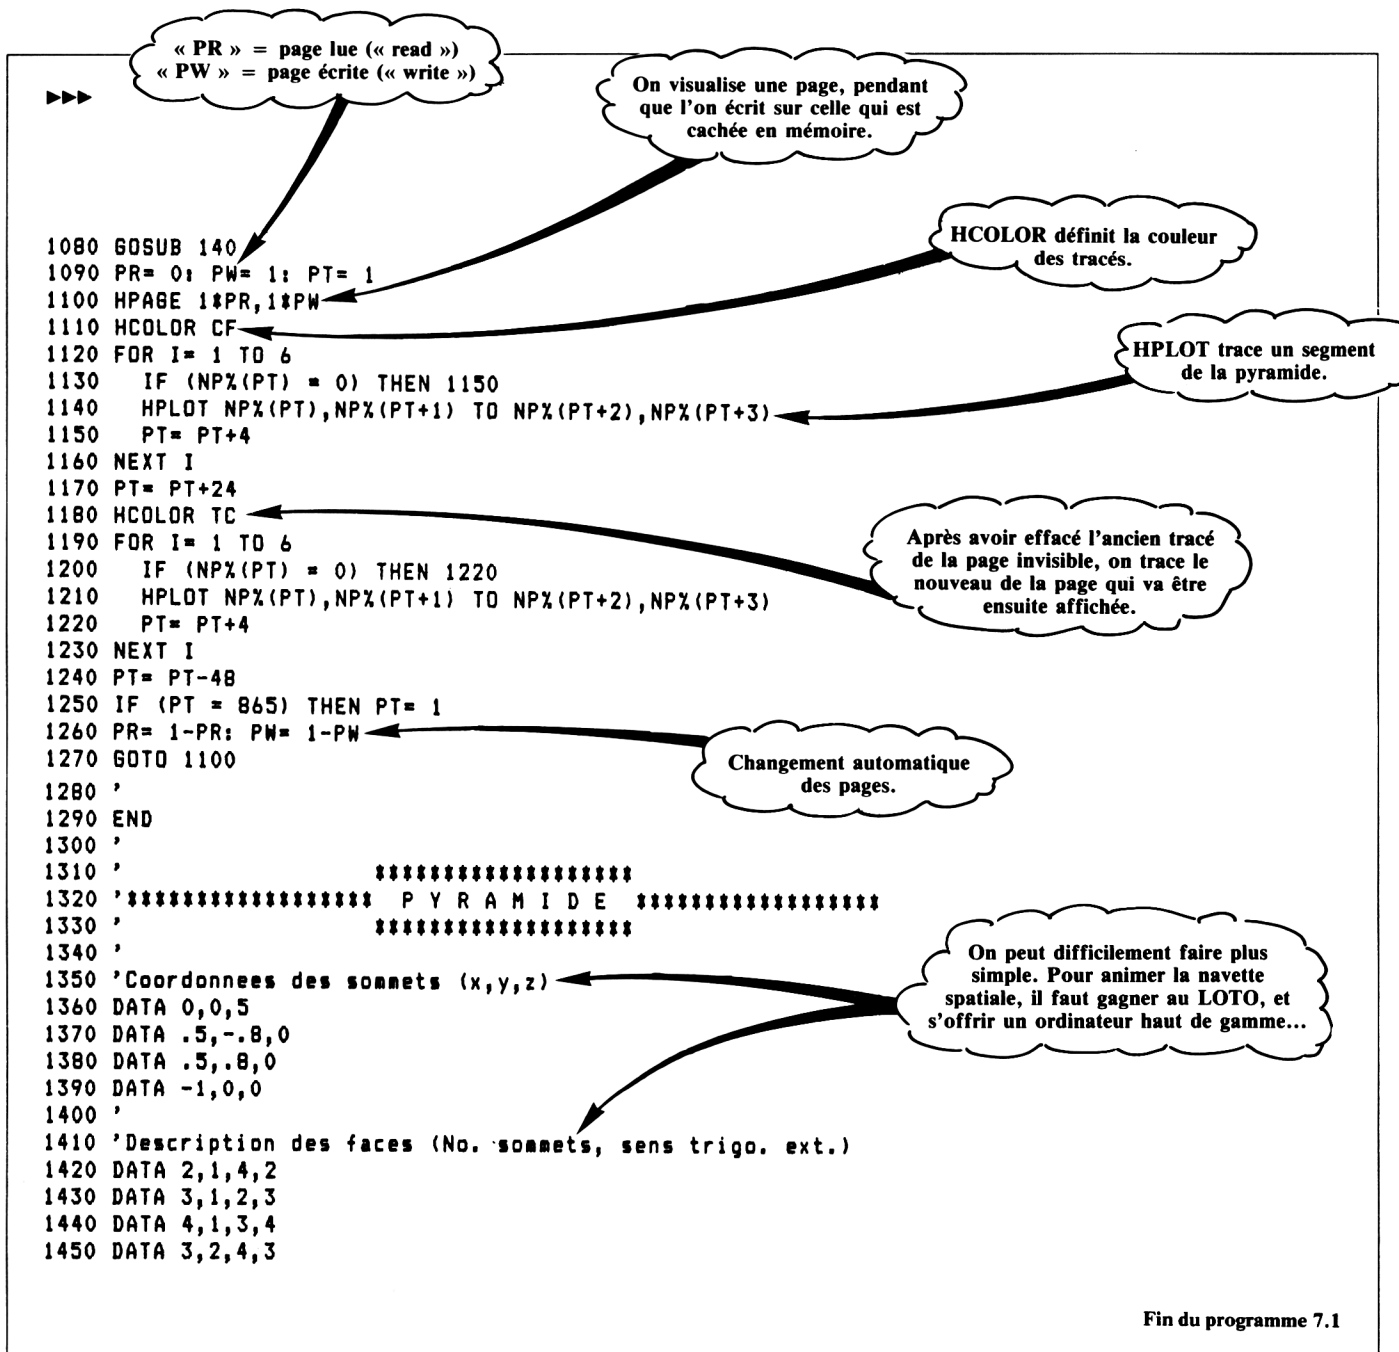 « PR » = page lue (« read »)
« PW » = page écrite (« write »)
►►►
On visualise une page, pendant
que l'on écrit sur celle qui est
cachée en mémoire.
HCOLOR définit la couleur
des tracés.
HPLOT trace un segment
de la pyramide.
1080 GOSUB 140
1090 PR= 0: PW= 1: PT= 1
1100 HPAGE 1*PR,1*PW
1110 HCOLOR CF
1120 FOR I= 1 TO 6
1130   IF (NP%(PT) = 0) THEN 1150
1140   HPLOT NP%(PT),NP%(PT+1) TO NP%(PT+2),NP%(PT+3)
1150   PT= PT+4
1160 NEXT I
1170 PT= PT+24
1180 HCOLOR TC
1190 FOR I= 1 TO 6
1200   IF (NP%(PT) = 0) THEN 1220
1210   HPLOT NP%(PT),NP%(PT+1) TO NP%(PT+2),NP%(PT+3)
1220   PT= PT+4
1230 NEXT I
1240 PT= PT-48
1250 IF (PT = 865) THEN PT= 1
1260 PR= 1-PR: PW= 1-PW
1270 GOTO 1100
1280 '
1290 END
1300 '
1310 '              ******************
1320 '****************** P Y R A M I D E ******************
1330 '              ******************
1340 '
1350 'Coordonnees des sommets (x,y,z)
1360 DATA 0,0,5
1370 DATA .5,-.8,0
1380 DATA .5,.8,0
1390 DATA -1,0,0
1400 '
1410 'Description des faces (No. sommets, sens trigo. ext.)
1420 DATA 2,1,4,2
1430 DATA 3,1,2,3
1440 DATA 4,1,3,4
1450 DATA 3,2,4,3
Après avoir effacé l'ancien tracé
de la page invisible, on trace le
nouveau de la page qui va être
ensuite affichée.
Changement automatique
des pages.
On peut difficilement faire plus
simple. Pour animer la navette
spatiale, il faut gagner au LOTO, et
s'offrir un ordinateur haut de gamme...
Fin du programme 7.1